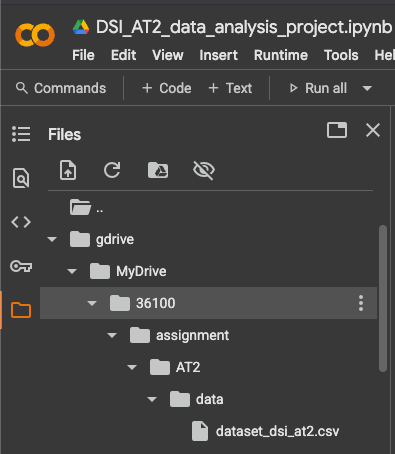 DSI_AT2_data_analysis_project.ipynb
File Edit View Insert Runtime Tools Hel
Commands + Code + Text Run all
Files
..
gdrive
MyDrive
36100
assignment
AT2
data
dataset_dsi_at2.csv